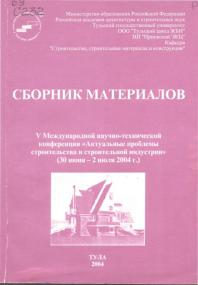 Министерство образования Российской Федерации
Российская академия архитектуры и строительных наук
Тульский государственный университет
ООО "Тульский завод ЖБИ"
Кафедра
"Строительство, строительные материалы и конструкции"
СБОРНИК МАТЕРИАЛОВ
V Международной научно-технической
конференции «Актуальные проблемы
строительства и строительной индустрии»
(30 июня – 2 июля 2004 г.)
ТУЛА
2004